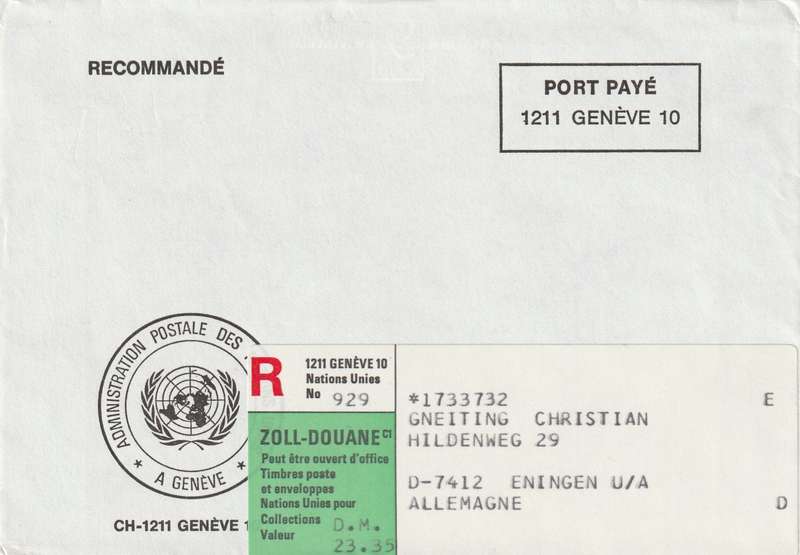 RECOMMANDÉ
PORT PAYÉ
1211 GENÈVE 10
ADMINISTRATION POSTALE DES
A GENÈVE
CH-1211 GENÈVE 1
R
1211 GENÈVE 10
Nations Unies
No 929
ZOLL-DOUANE C1
Peut être ouvert d'office
Timbres poste
et enveloppes
Nations Unies pour
Collections
Valeur D.M.
23.35
*1733732 E
GNEITING CHRISTIAN
HILDENWEG 29
D-7412 ENINGEN U/A
ALLEMAGNE D